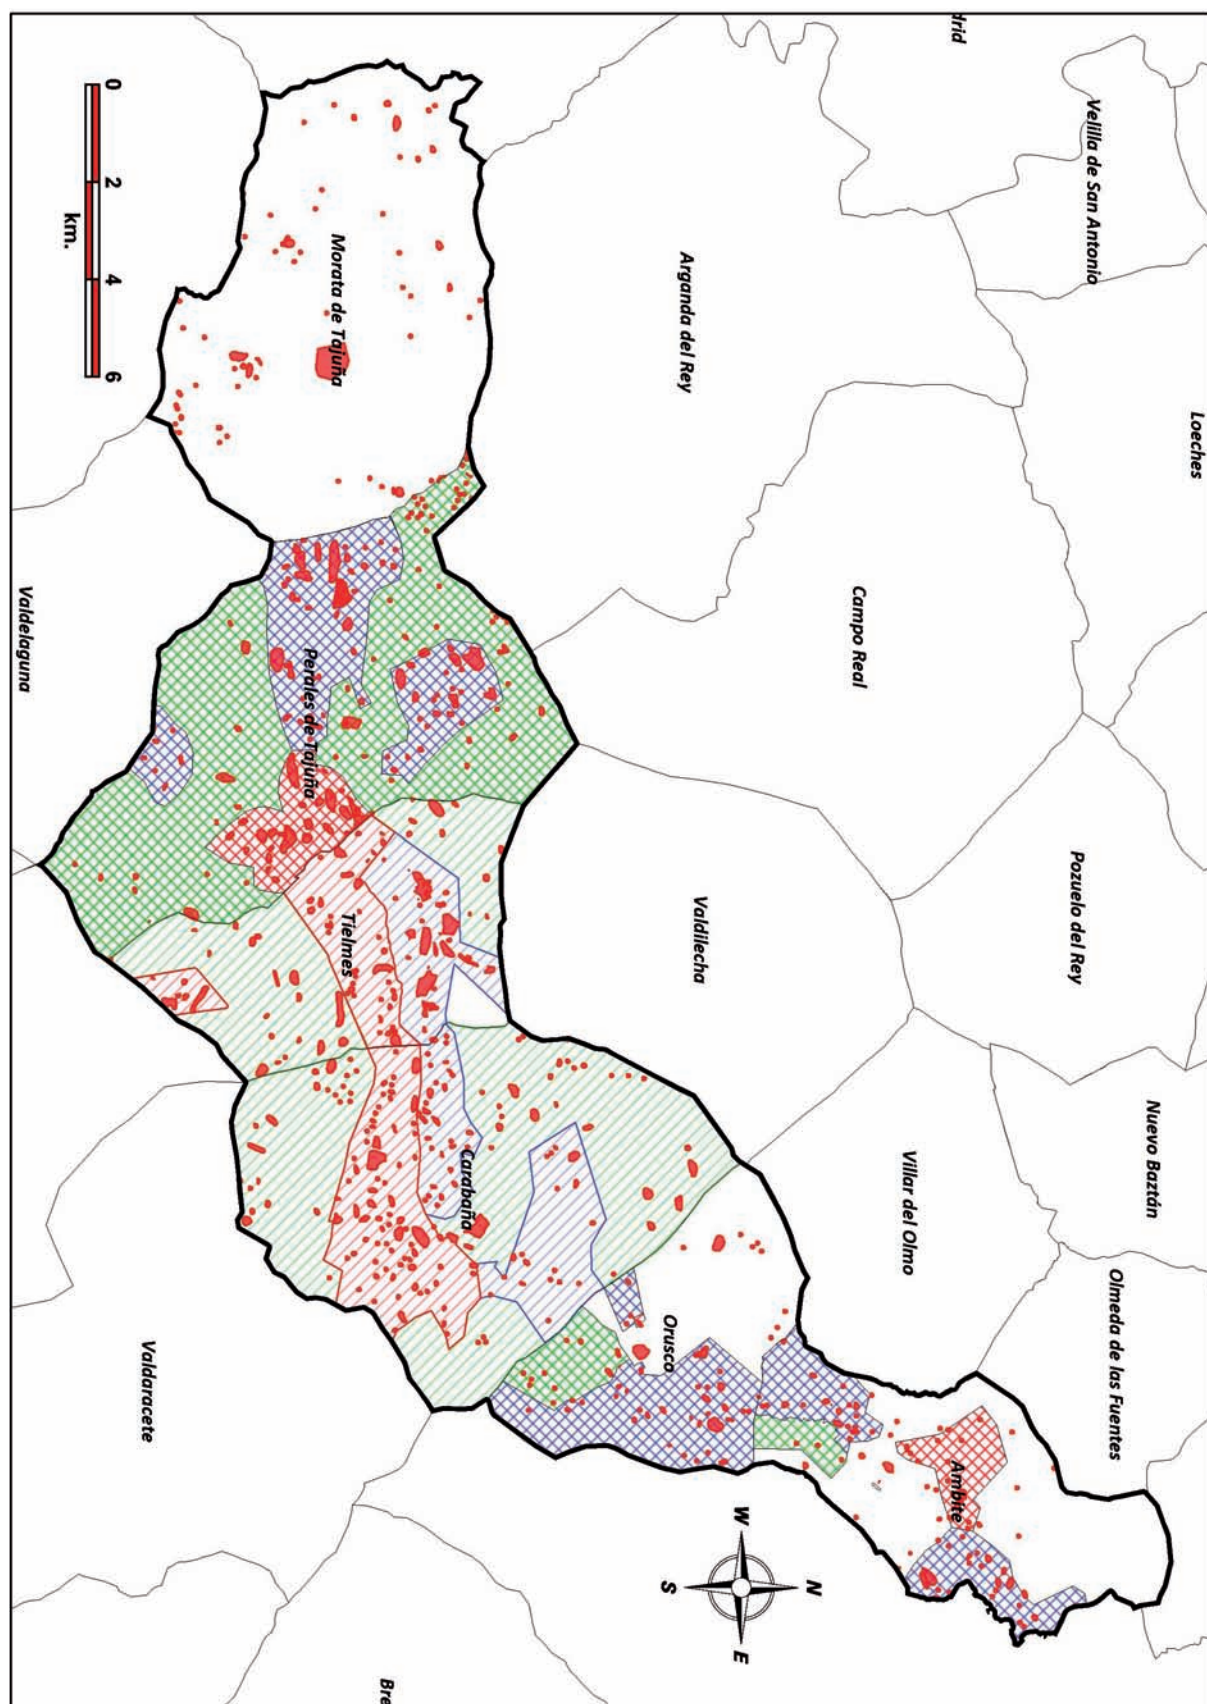 Loeches
Nuevo Baztán
Olmeda de las Fuentes
Velilla de San Antonio
Pozuelo del Rey
drid
Ambite
Villar del Olmo
Campo Real
N
W
E
S
Valdilecha
Arganda del Rey
Orusco
Carabaña
Bre
Tielmes
Morata de Tajuña
Perales de Tajuña
Valdaracete
0 2 4 6
km.
Valdelaguna